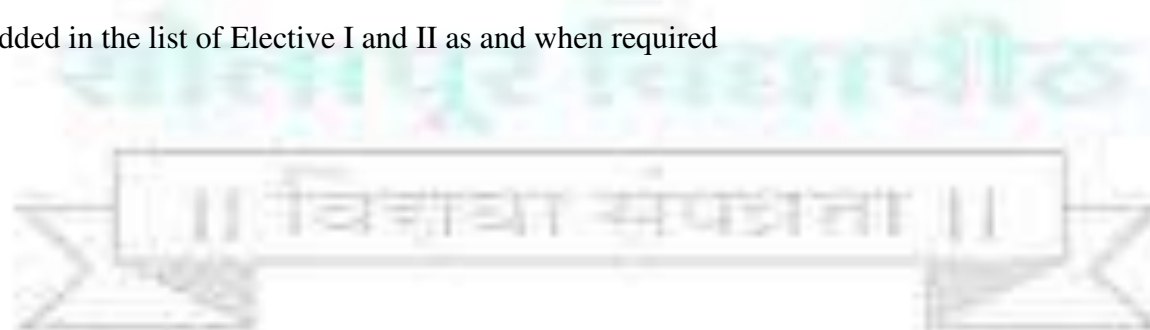 dded in the list of Elective I and II as and when required
सोलापूर विद्यापीठ
|| विद्यया संपन्नता ||